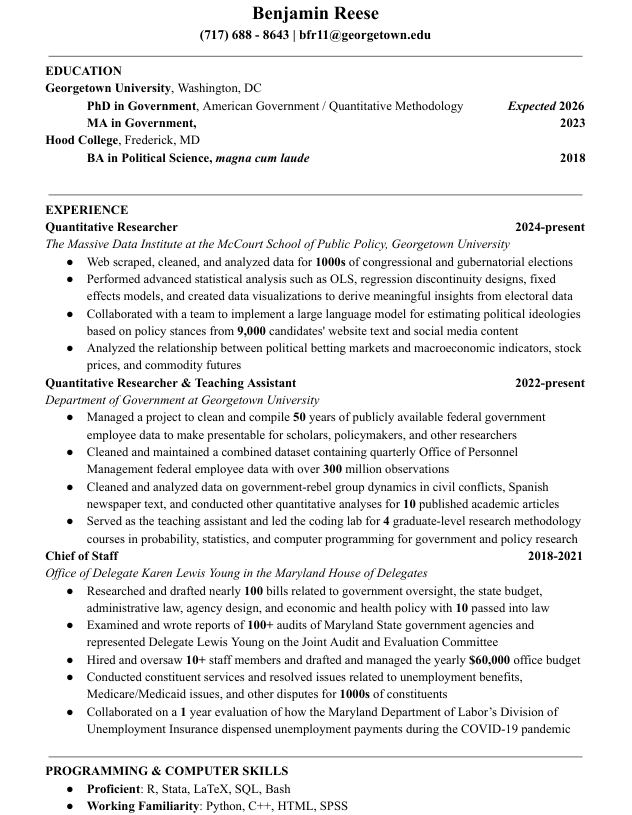 Benjamin Reese
(717) 688 - 8643 | bfr11@georgetown.edu
EDUCATION
Georgetown University, Washington, DC
PhD in Government, American Government / Quantitative Methodology Expected 2026
MA in Government, 2023
Hood College, Frederick, MD
BA in Political Science, magna cum laude 2018
EXPERIENCE
Quantitative Researcher 2024-present
The Massive Data Institute at the McCourt School of Public Policy, Georgetown University
● Web scraped, cleaned, and analyzed data for 1000s of congressional and gubernatorial elections
● Performed advanced statistical analysis such as OLS, regression discontinuity designs, fixed
effects models, and created data visualizations to derive meaningful insights from electoral data
● Collaborated with a team to implement a large language model for estimating political ideologies
based on policy stances from 9,000 candidates' website text and social media content
● Analyzed the relationship between political betting markets and macroeconomic indicators, stock
prices, and commodity futures
Quantitative Researcher & Teaching Assistant 2022-present
Department of Government at Georgetown University
● Managed a project to clean and compile 50 years of publicly available federal government
employee data to make presentable for scholars, policymakers, and other researchers
● Cleaned and maintained a combined dataset containing quarterly Office of Personnel
Management federal employee data with over 300 million observations
● Cleaned and analyzed data on government-rebel group dynamics in civil conflicts, Spanish
newspaper text, and conducted other quantitative analyses for 10 published academic articles
● Served as the teaching assistant and led the coding lab for 4 graduate-level research methodology
courses in probability, statistics, and computer programming for government and policy research
Chief of Staff 2018-2021
Office of Delegate Karen Lewis Young in the Maryland House of Delegates
● Researched and drafted nearly 100 bills related to government oversight, the state budget,
administrative law, agency design, and economic and health policy with 10 passed into law
● Examined and wrote reports of 100+ audits of Maryland State government agencies and
represented Delegate Lewis Young on the Joint Audit and Evaluation Committee
● Hired and oversaw 10+ staff members and drafted and managed the yearly $60,000 office budget
● Conducted constituent services and resolved issues related to unemployment benefits,
Medicare/Medicaid issues, and other disputes for 1000s of constituents
● Collaborated on a 1 year evaluation of how the Maryland Department of Labor’s Division of
Unemployment Insurance dispensed unemployment payments during the COVID-19 pandemic
PROGRAMMING & COMPUTER SKILLS
● Proficient: R, Stata, LaTeX, SQL, Bash
● Working Familiarity: Python, C++, HTML, SPSS